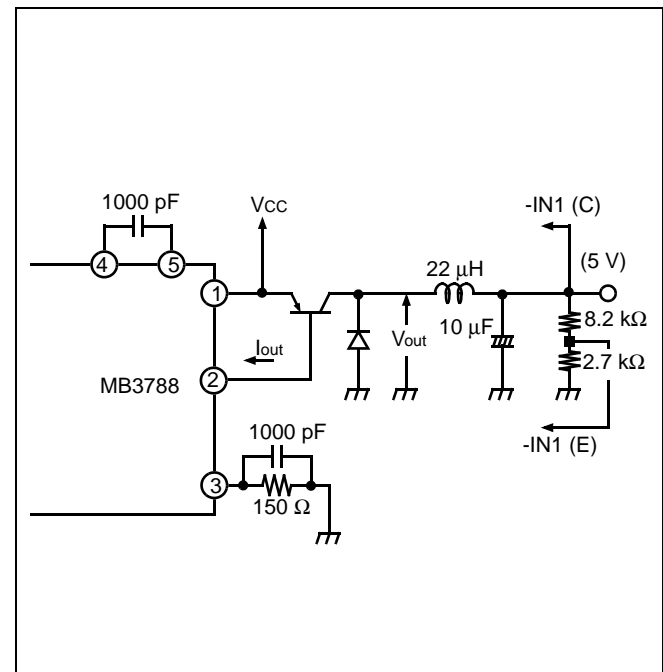 1000 pF
VCC
-IN1 (C)
4
5
(5 V)
22 μH
1
8.2 kΩ
10 μF
Vout
Iout
2.7 kΩ
2
MB3788
-IN1 (E)
1000 pF
3
150 Ω